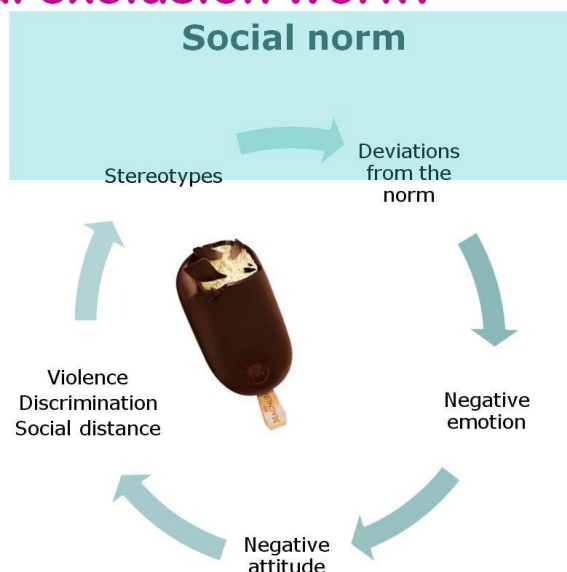 Social norm
Stereotypes
Deviations
from the
norm
Violence
Discrimination
Social distance
Negative
emotion
Negative
attitude